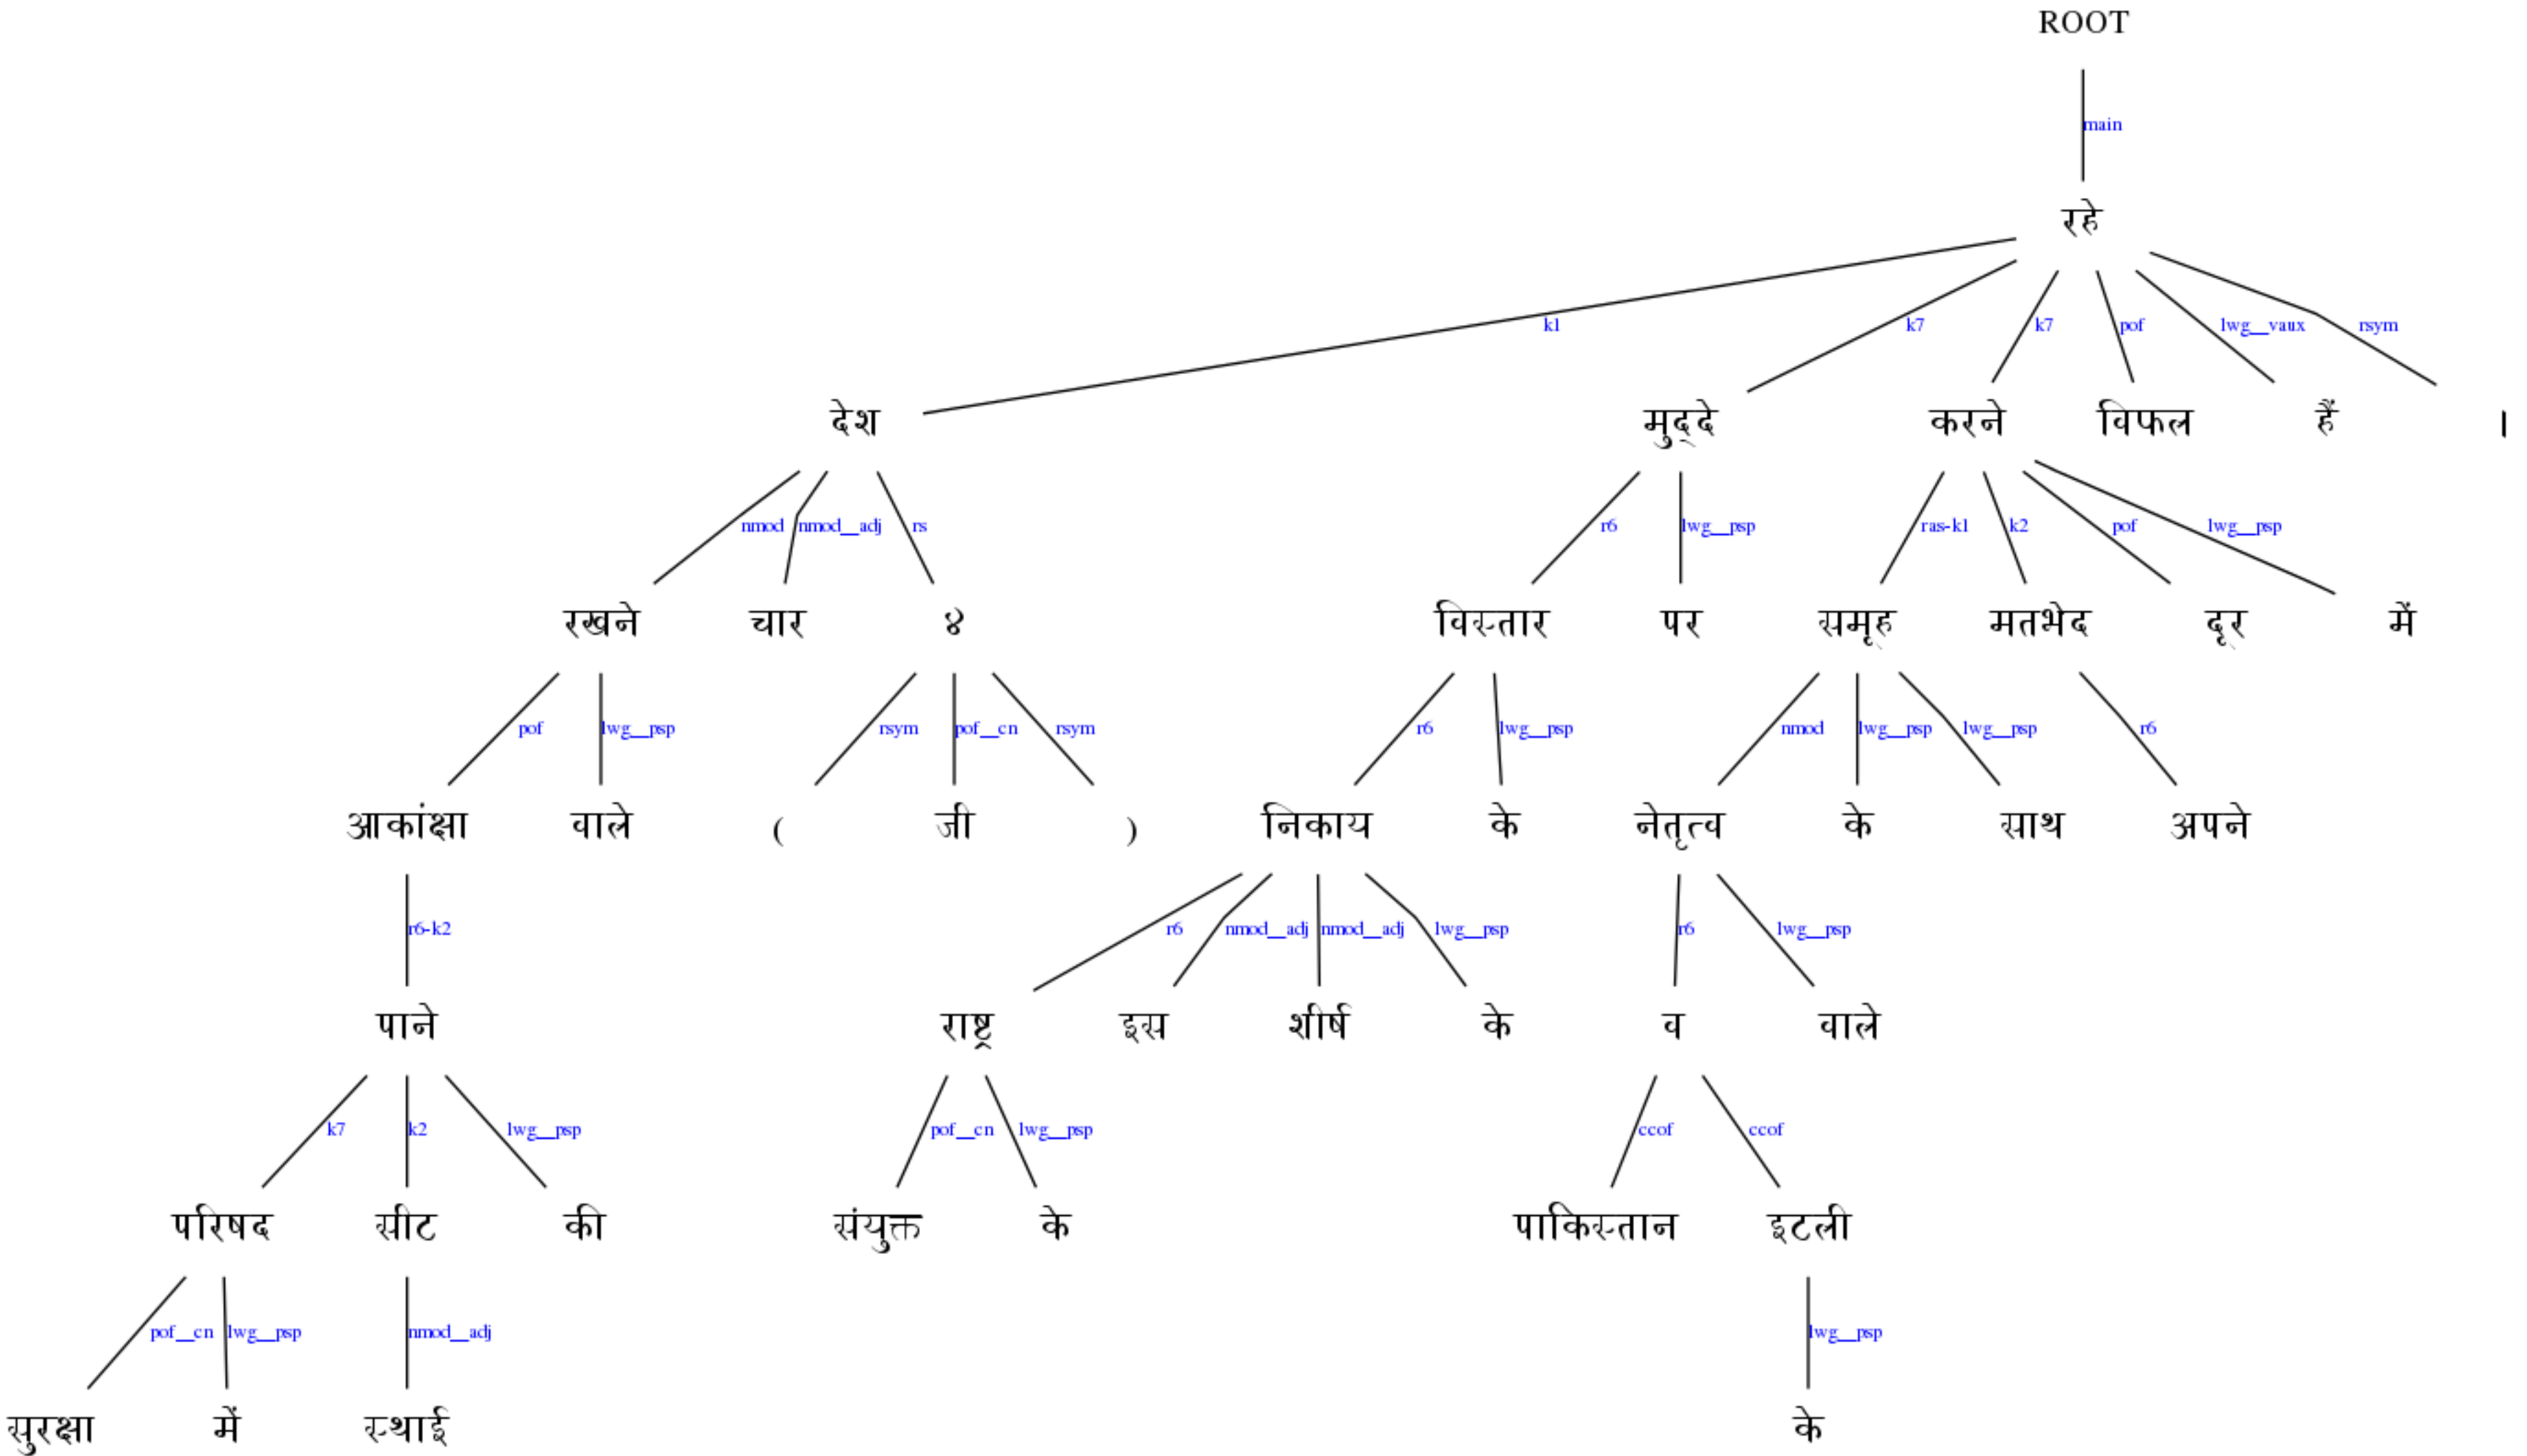 ROOT
main
रहे
k1 k7 k7 pof lwg__vaux rsym
देश मुद्दे करने विफल हैं ।
nmod nmod__adj rs r6 lwg__psp ras-k1 k2 pof lwg__psp
रखने चार ४ विस्तार पर समूह मतभेद दूर में
pof lwg__psp rsym pof__cn rsym r6 lwg__psp nmod lwg__psp lwg__psp r6
आकांक्षा वाले ( जी ) निकाय के नेतृत्व के साथ अपने
r6-k2 r6 nmod__adj nmod__adj lwg__psp r6 lwg__psp
पाने राष्ट्र इस शीर्ष के व वाले
k7 k2 lwg__psp pof__cn lwg__psp ccof ccof
परिषद सीट की संयुक्त के पाकिस्तान इटली
pof__cn lwg__psp nmod__adj lwg__psp
सुरक्षा में स्थाई के